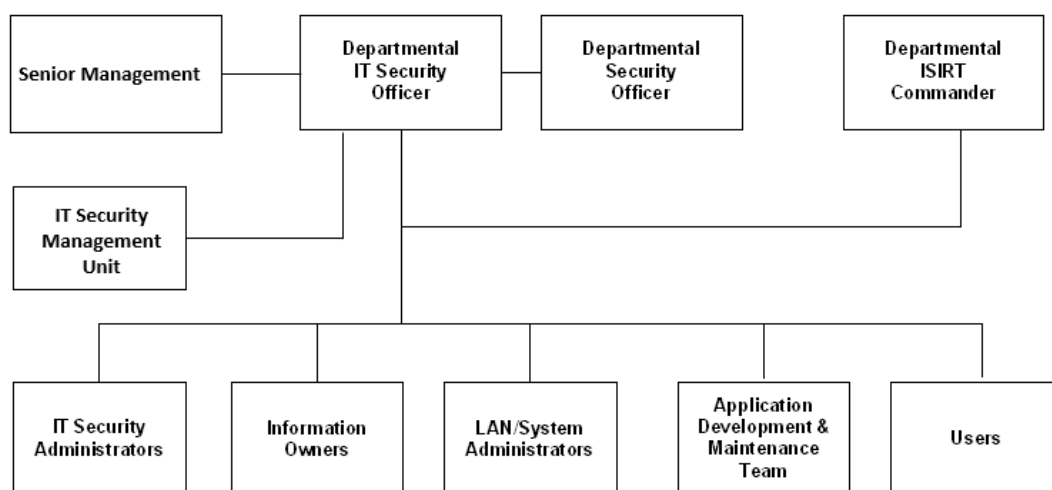 Senior Management
Departmental
IT Security
Officer
Departmental
Security
Officer
Departmental
ISIRT
Commander
IT Security
Management
Unit
IT Security
Administrators
Information
Owners
LAN/System
Administrators
Application
Development &
Maintenance
Team
Users